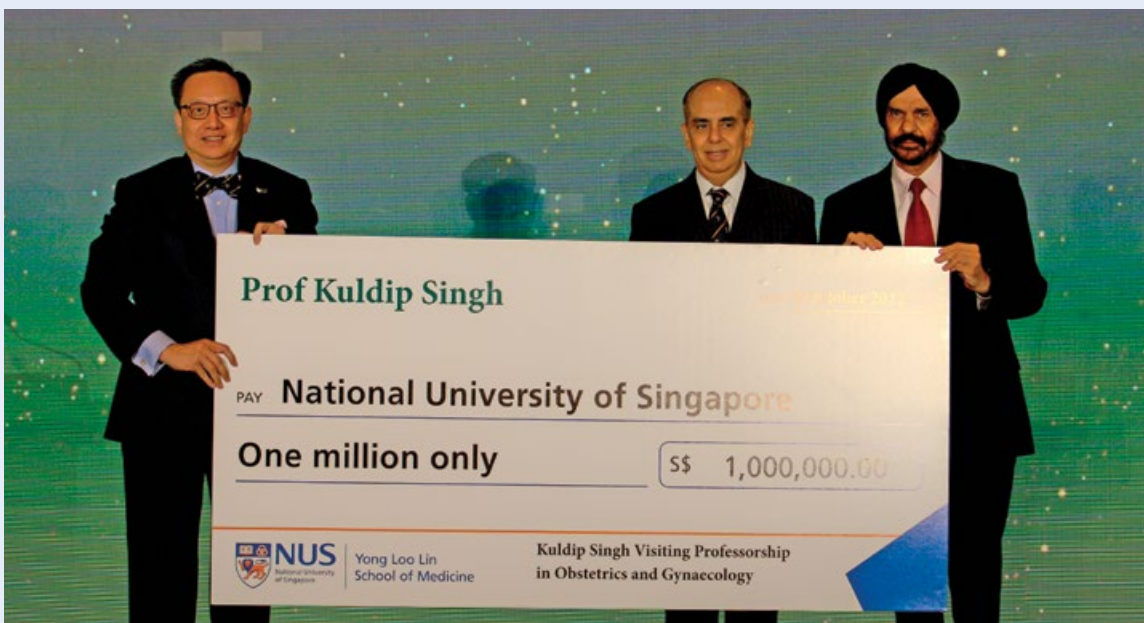 Prof Kuldip Singh
PAY National University of Singapore
One million only
S$ 1,000,000.00
NUS
National University
of Singapore
Yong Loo Lin
School of Medicine
Kuldip Singh Visiting Professorship
in Obstetrics and Gynaecology